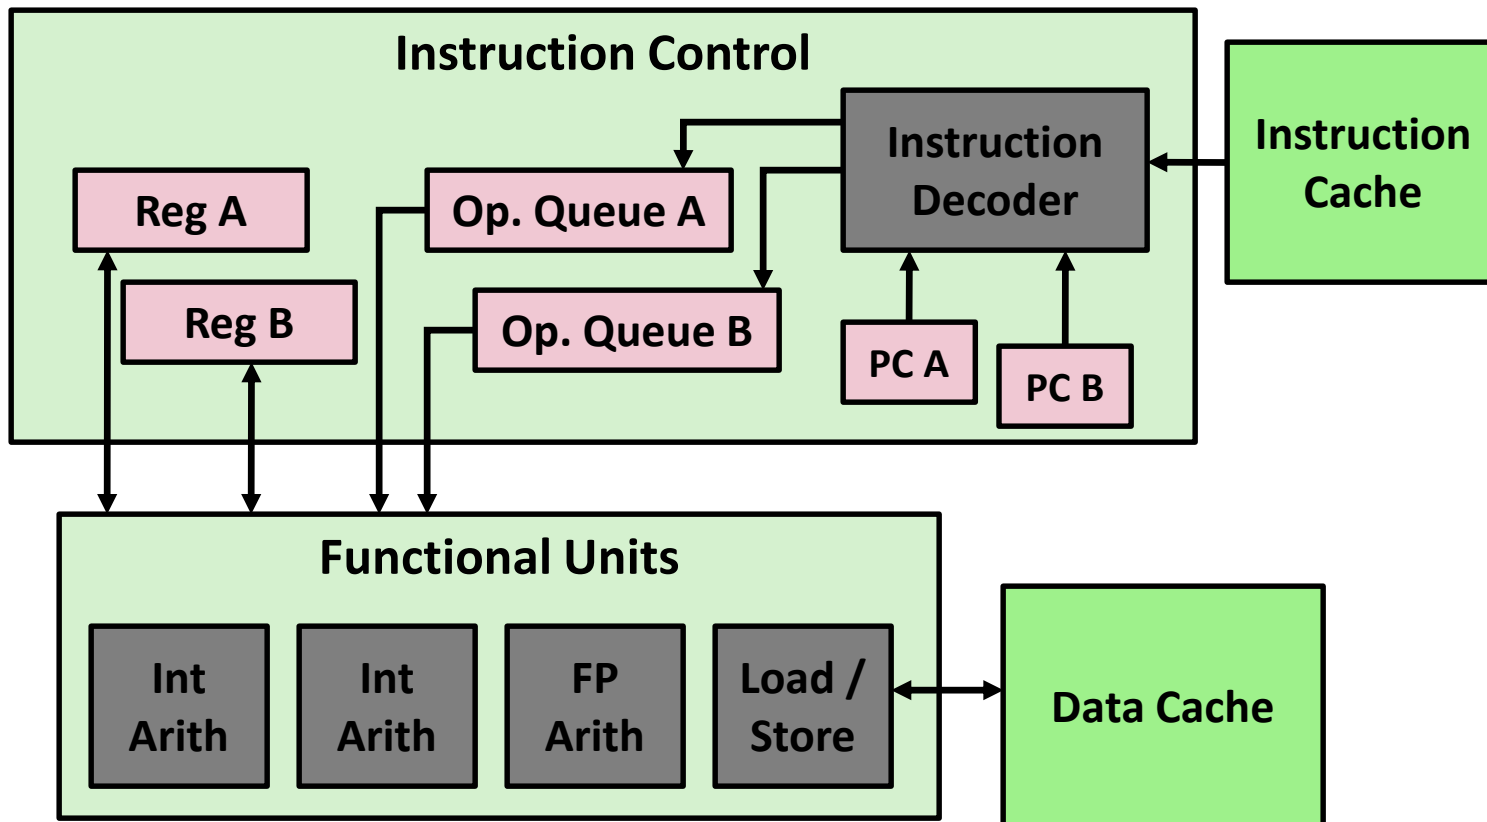 Instruction Control
Instruction
Decoder
Instruction
Cache
Reg A
Op. Queue A
Reg B
Op. Queue B
PC A
PC B
Functional Units
Int
Arith
Int
Arith
FP
Arith
Load /
Store
Data Cache